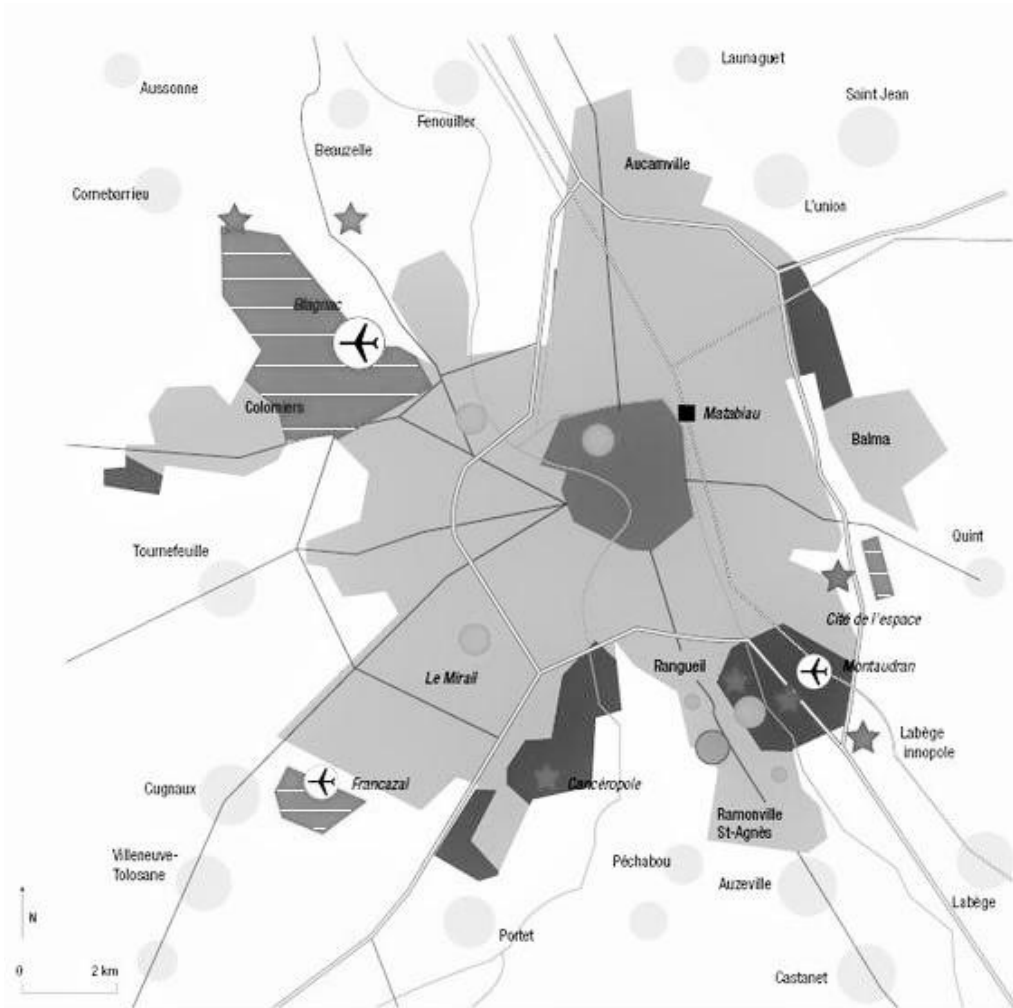 Launaguet
Aussonne
Saint Jean
Fenouillec
Beauzelle
Aucamville
Cornebarrieu
L'union
Blagnac
Colomiers
Matabiau
Balma
Quint
Tournefeuille
Cité de l'espace
Rangueil
Montaudran
Le Mirail
Labège
innopole
Cugnaux
Francazal
Cancéropole
Ramonville
St-Agnès
Villeneuve-
Tolosane
Péchabou
Auzeville
Labège
N
Portet
0 2 km
Castanet